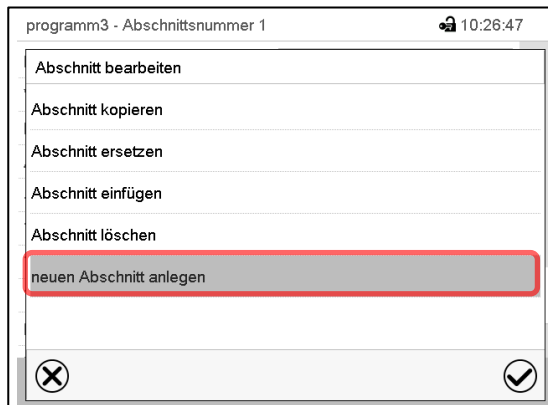 programm3 - Abschnittsnummer 1 10:26:47
Abschnitt bearbeiten
Abschnitt kopieren
Abschnitt ersetzen
Abschnitt einfügen
Abschnitt löschen
neuen Abschnitt anlegen